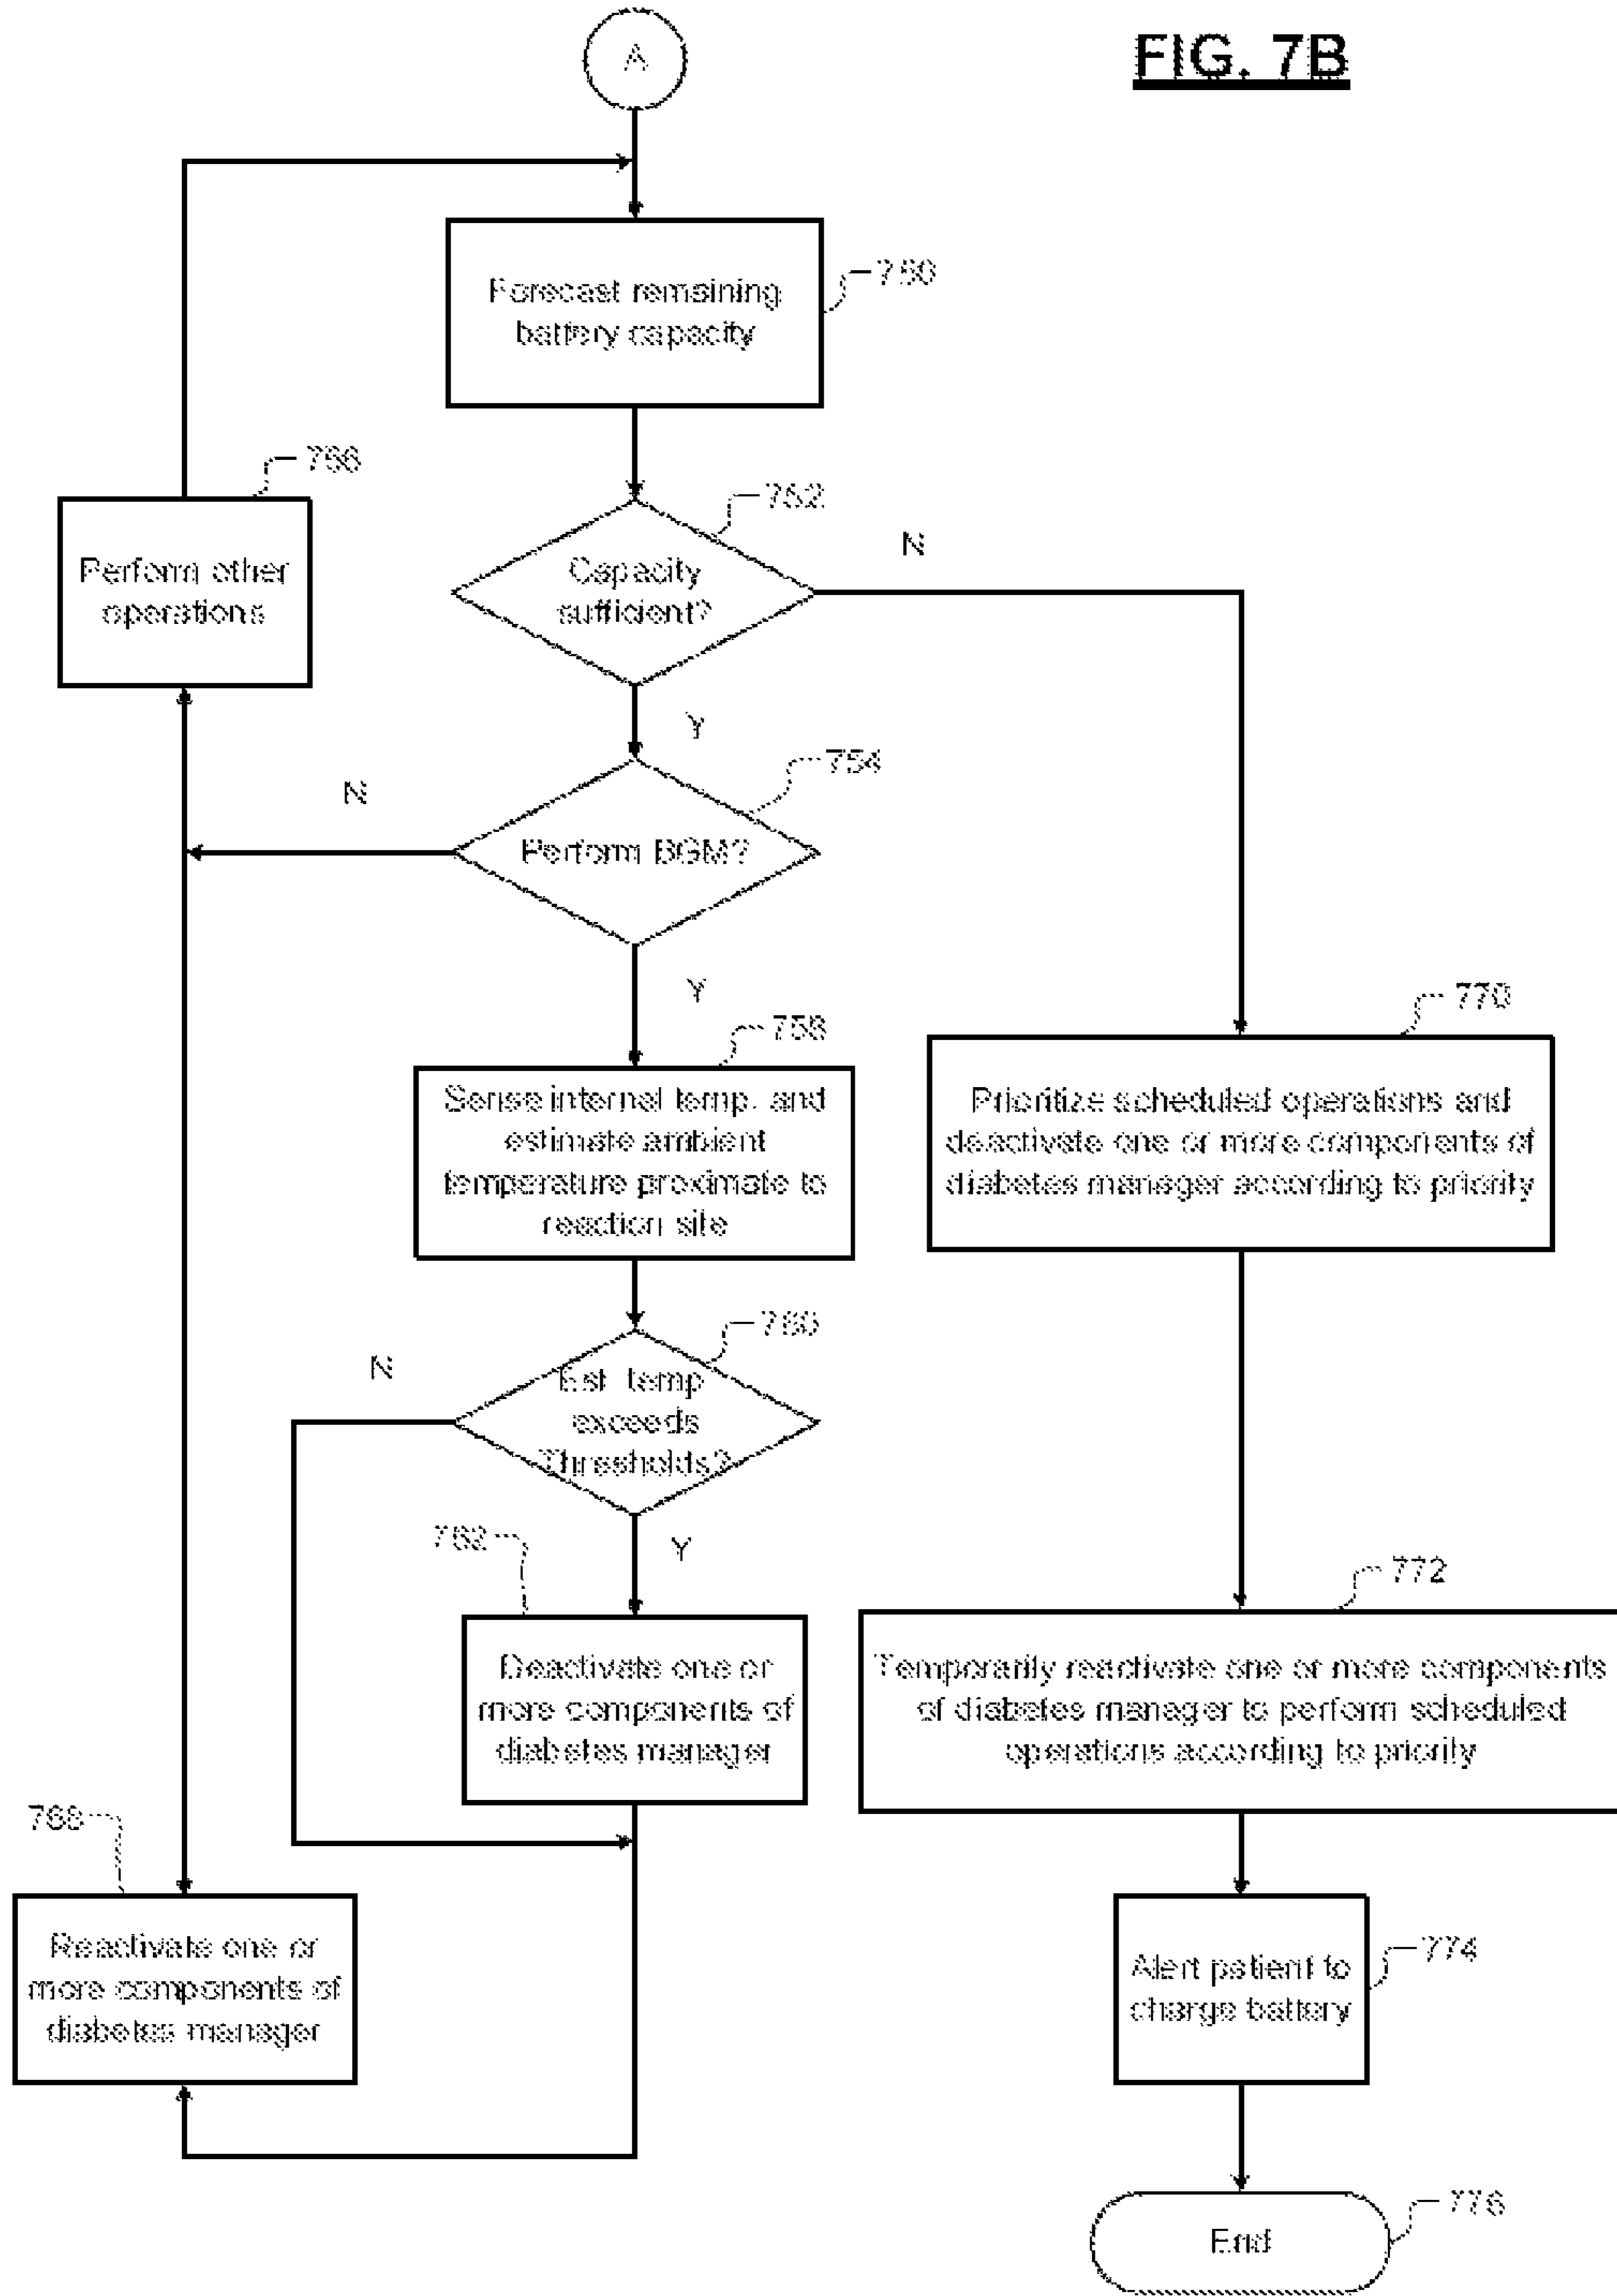 FIG. 7B
A
Forecast remaining
battery capacity
750
756
Perform other
operations
752
Capacity
sufficient?
N
Y
754
N
Perform BGM?
Y
758
Sense internal temp. and
estimate ambient
temperature proximate to
reaction site
770
Prioritize scheduled operations and
deactivate one or more components of
diabetes manager according to priority
760
N
Est. temp
exceeds
Thresholds?
762
Y
Deactivate one or
more components of
diabetes manager
772
Temporarily reactivate one or more components
of diabetes manager to perform scheduled
operations according to priority
768
Reactivate one or
more components of
diabetes manager
774
Alert patient to
charge battery
776
End